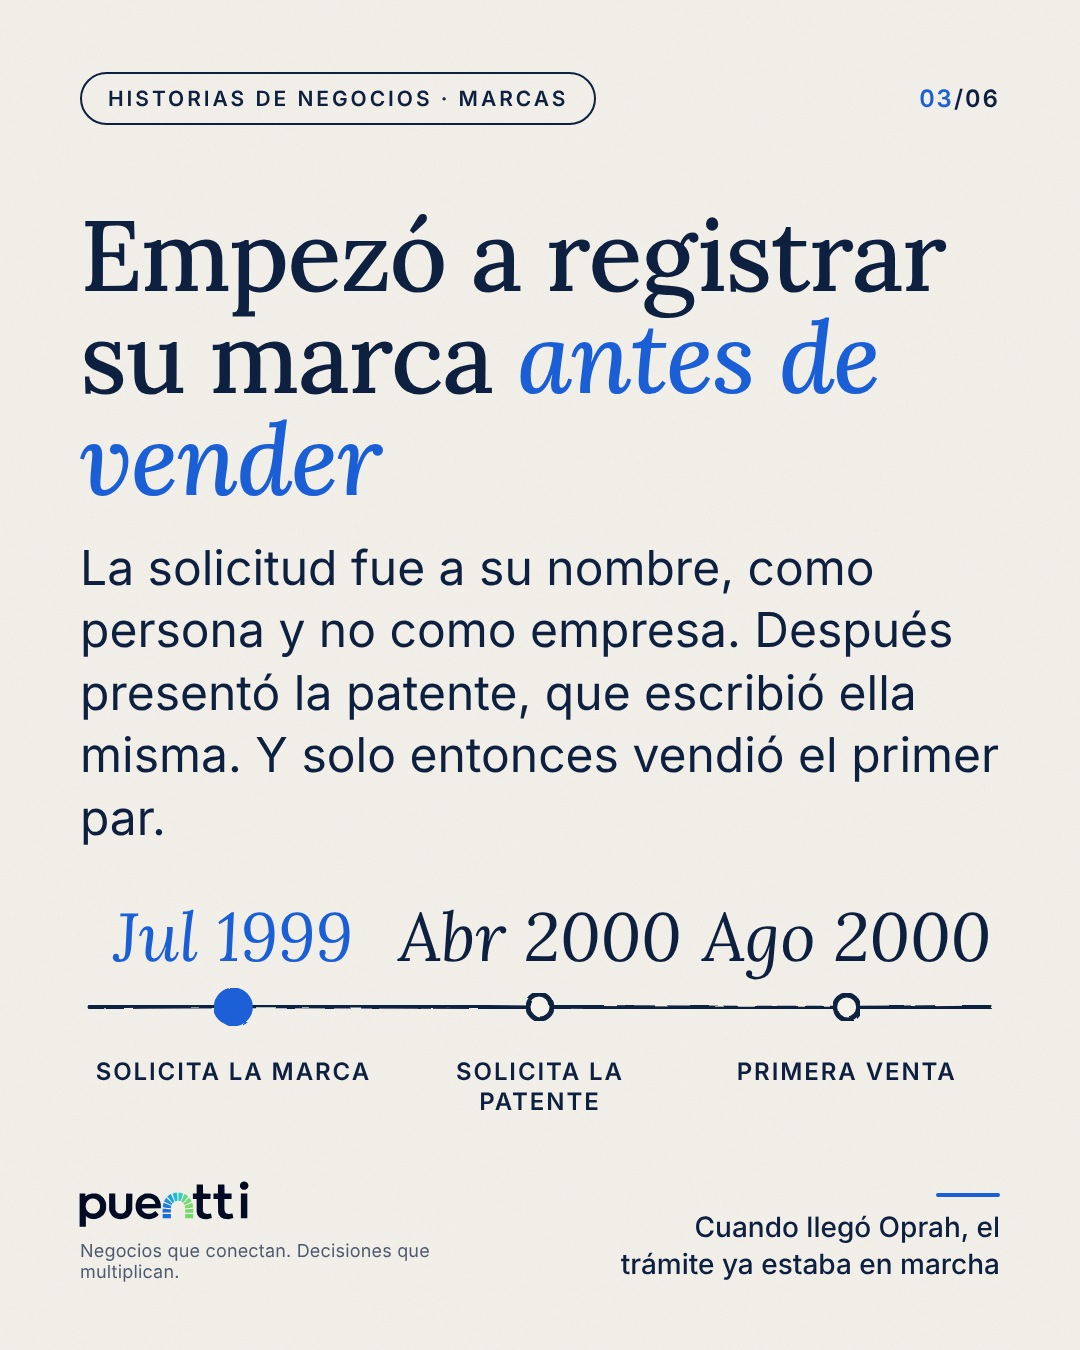 HISTORIAS DE NEGOCIOS · MARCAS
03/06
Empezó a registrar
su marca antes de
vender
La solicitud fue a su nombre, como
persona y no como empresa. Después
presentó la patente, que escribió ella
misma. Y solo entonces vendió el primer
par.
Jul 1999
Abr 2000
Ago 2000
SOLICITA LA MARCA
SOLICITA LA
PATENTE
PRIMERA VENTA
puentti
Negocios que conectan. Decisiones que
multiplican.
Cuando llegó Oprah, el
trámite ya estaba en marcha